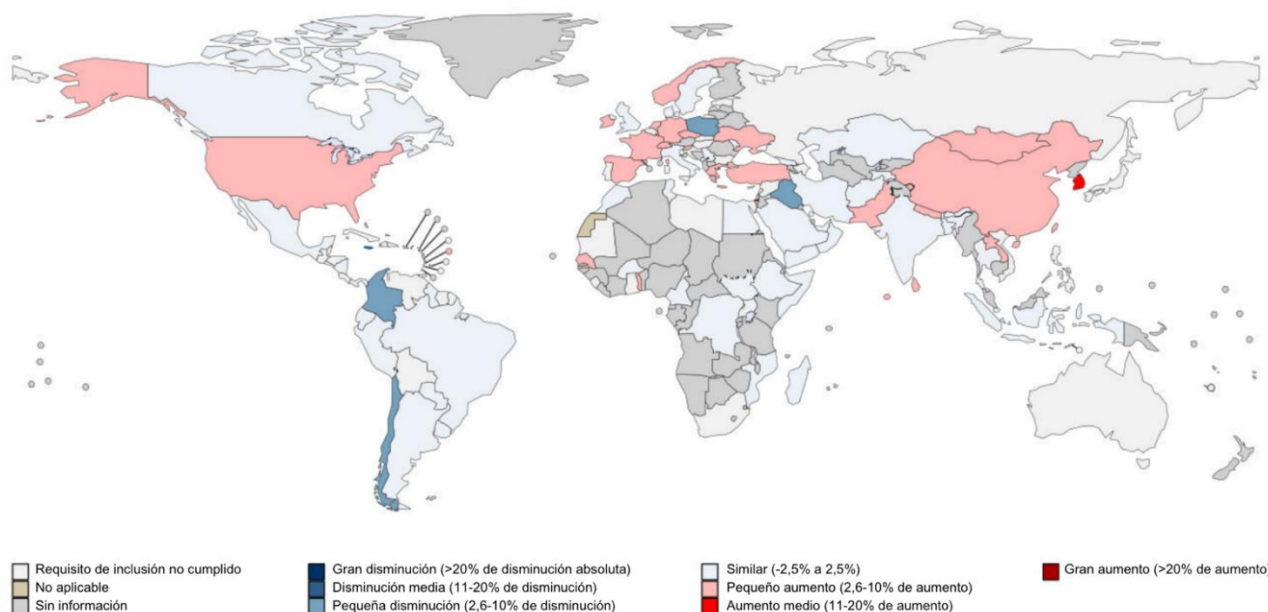 Requisito de inclusión no cumplido
No aplicable
Sin información
Gran disminución (>20% de disminución absoluta)
Disminución media (11-20% de disminución)
Pequeña disminución (2,6-10% de disminución)
Similar (-2,5% a 2,5%)
Pequeño aumento (2,6-10% de aumento)
Aumento medio (11-20% de aumento)
Gran aumento (>20% de aumento)